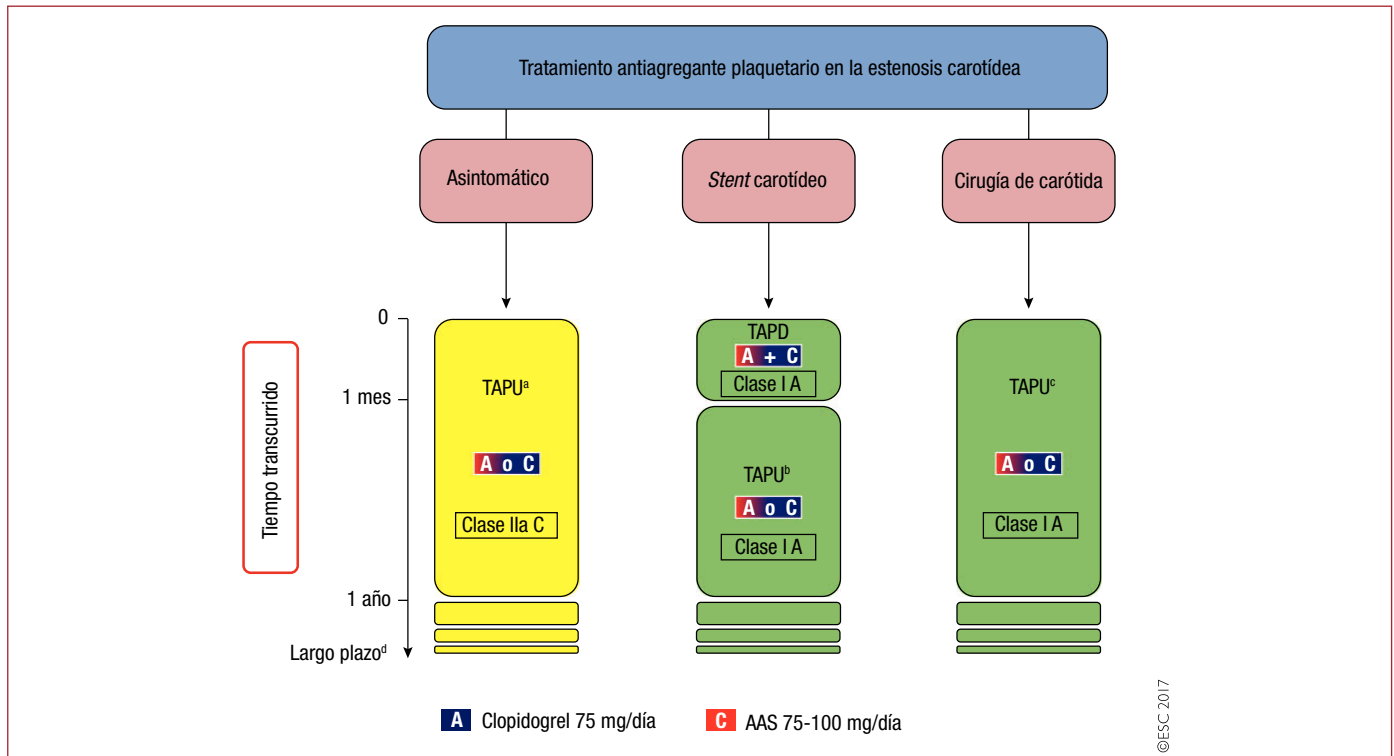 Tratamiento antiagregante plaquetario en la estenosis carotídea
Asintomático
Stent carotídeo
Cirugía de carótida
Tiempo transcurrido
0
1 mes
1 año
Largo plazoᵈ
TAPUᵃ
A o C
Clase IIa C
TAPD
A + C
Clase I A
TAPUᵇ
A o C
Clase I A
TAPUᶜ
A o C
Clase I A
A Clopidogrel 75 mg/día
C AAS 75-100 mg/día
©ESC 2017